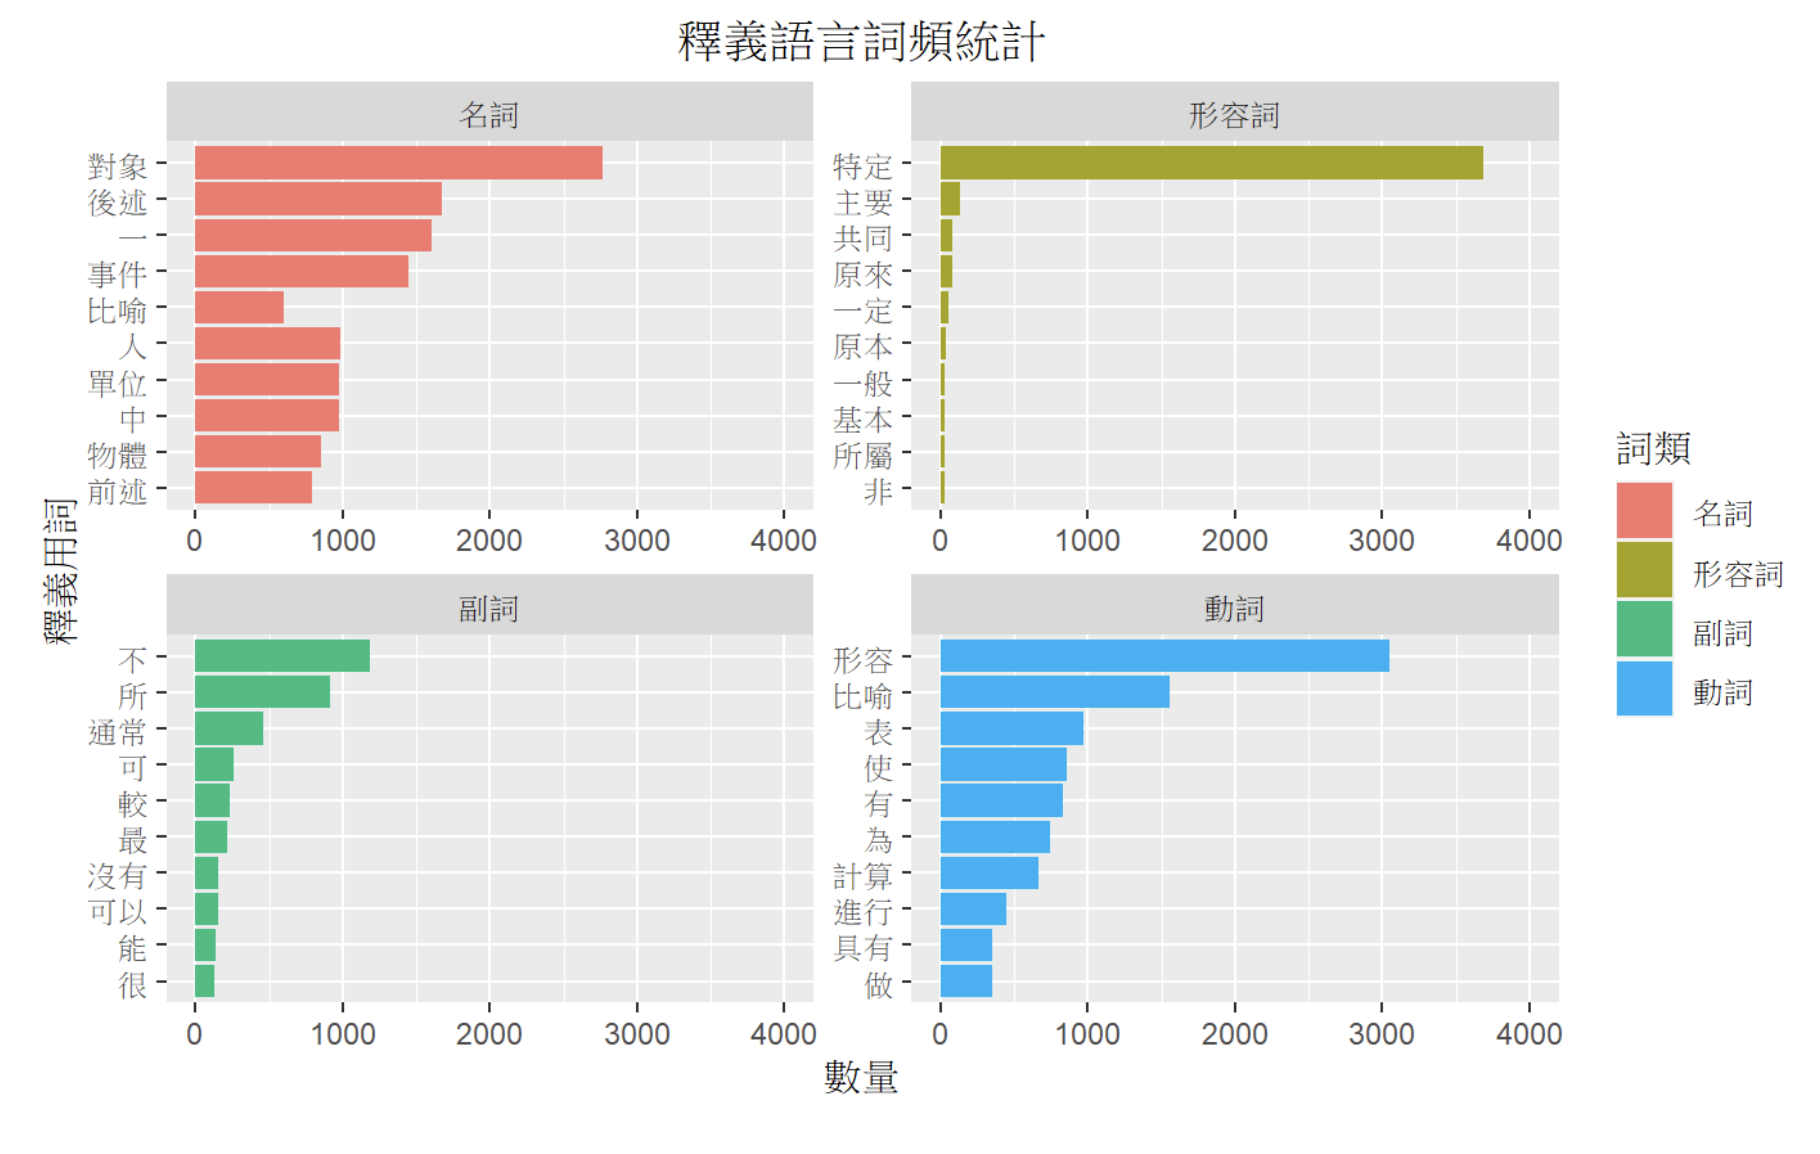 釋義語言詞頻統計
名詞
對象
後述
一
事件
比喻
人
單位
中
物體
前述
0 1000 2000 3000 4000
形容詞
特定
主要
共同
原來
一定
原本
一般
基本
所屬
非
0 1000 2000 3000 4000
副詞
不
所
通常
可
較
最
沒有
可以
能
很
0 1000 2000 3000 4000
動詞
形容
比喻
表
使
有
為
計算
進行
具有
做
0 1000 2000 3000 4000
釋義用詞
數量
詞類
名詞
形容詞
副詞
動詞